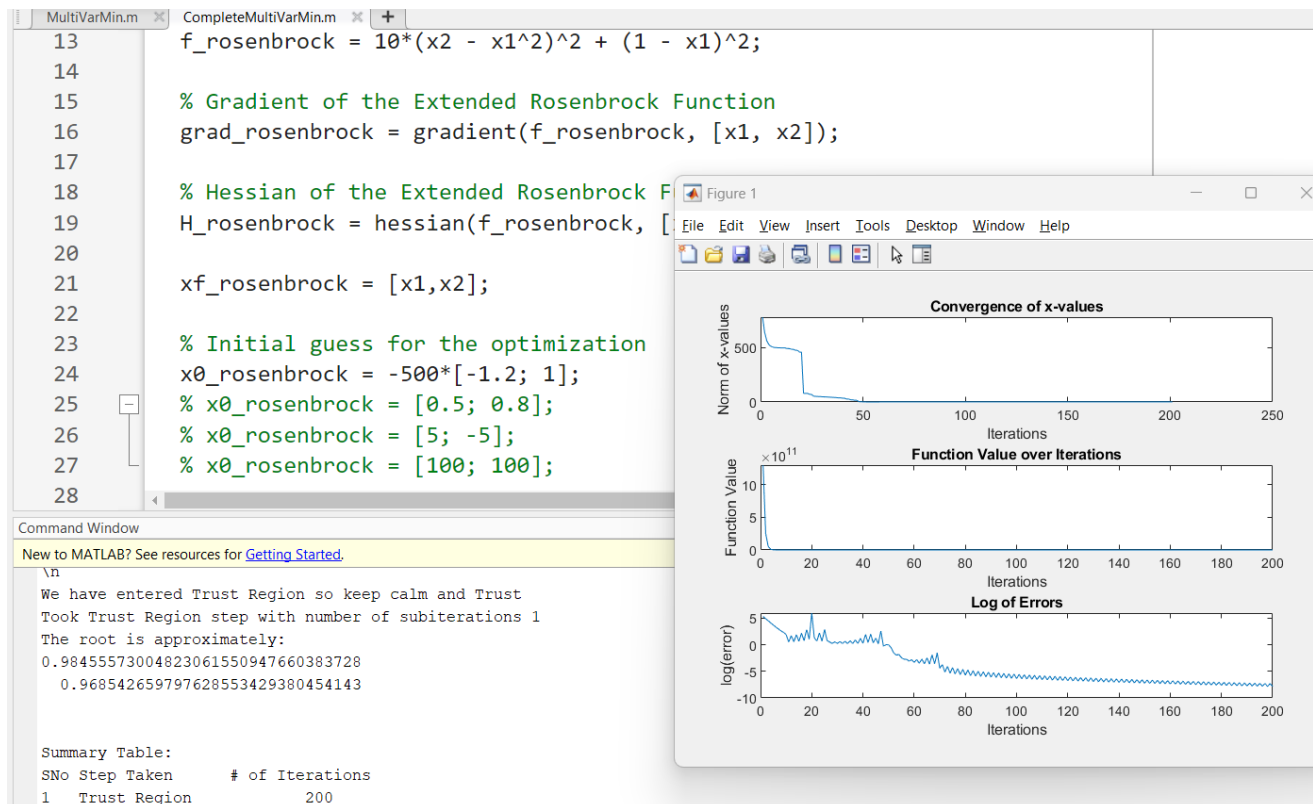 MultiVarMin.m CompleteMultiVarMin.m
13 f_rosenbrock = 10*(x2 - x1^2)^2 + (1 - x1)^2;
14
15 % Gradient of the Extended Rosenbrock Function
16 grad_rosenbrock = gradient(f_rosenbrock, [x1, x2]);
17
18 % Hessian of the Extended Rosenbrock
19 H_rosenbrock = hessian(f_rosenbrock, [
20
21 xf_rosenbrock = [x1,x2];
22
23 % Initial guess for the optimization
24 x0_rosenbrock = -500*[-1.2; 1];
25 % x0_rosenbrock = [0.5; 0.8];
26 % x0_rosenbrock = [5; -5];
27 % x0_rosenbrock = [100; 100];
28
Command Window
New to MATLAB? See resources for Getting Started.
\n
We have entered Trust Region so keep calm and Trust
Took Trust Region step with number of subiterations 1
The root is approximately:
0.98455573004823061550947660383728
0.9685426597976285534293804541​43
Summary Table:
SNo Step Taken # of Iterations
1 Trust Region 200
Figure 1
File Edit View Insert Tools Desktop Window Help
Convergence of x-values
Norm of x-values
500
0
0 50 100 150 200 250
Iterations
Function Value over Iterations
×10^11
Function Value
10
5
0
0 20 40 60 80 100 120 140 160 180 200
Iterations
Log of Errors
log(error)
5
0
-5
-10
0 20 40 60 80 100 120 140 160 180 200
Iterations